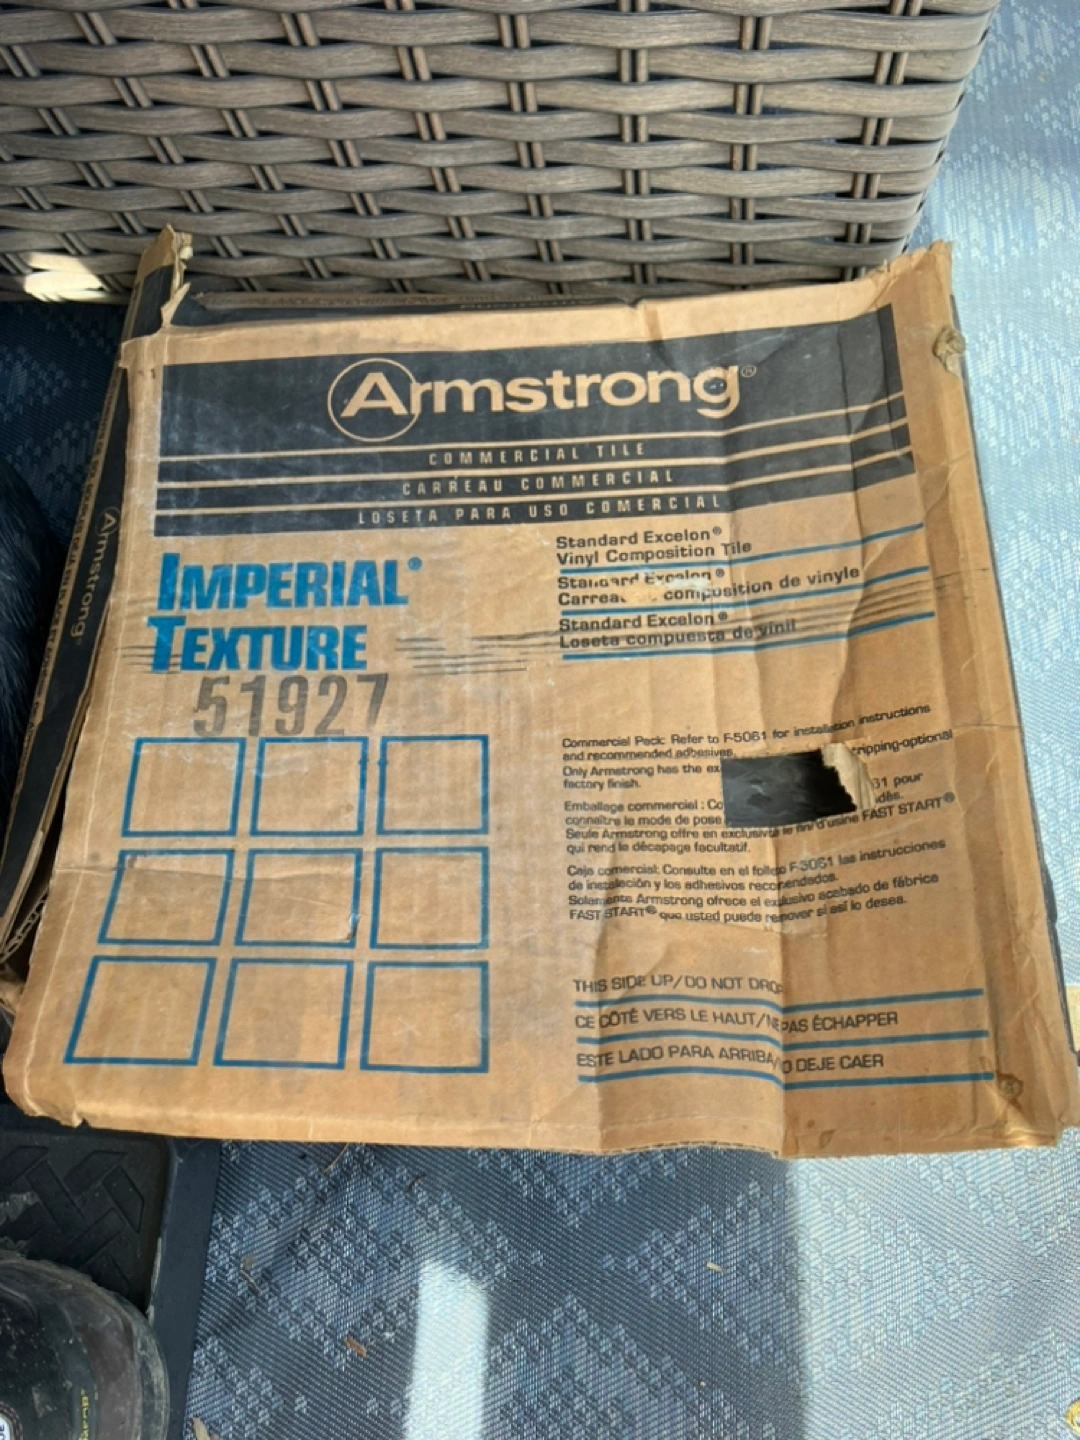 Armstrong®
COMMERCIAL TILE
CARREAU COMMERCIAL
LOSETA PARA USO COMERCIAL
IMPERIAL®
TEXTURE
51927
Standard Excelon®
Vinyl Composition Tile
Standard Excelon®
composition de vinyle
Standard Excelon®
Loseta compuesta de vinil
Commercial Pack: Refer to F-5061 for installation instructions
and recommended adhesives. tripping-optional
Only Armstrong has the
factory finish.
Emballage commercial : 61 pour
connaître le mode de pose
Seule Armstrong offre en exclusivité le fini d'usine FAST START®
qui rend le décapage facultatif.
Caja comercial: Consulte en el folleto F-5061 las instrucciones
de instalación y los adhesivos recomendados.
Solamente Armstrong ofrece el exclusivo acabado de fábrica
FAST START® que usted puede remover si así lo desea.
THIS SIDE UP/DO NOT DROP
CE CÔTÉ VERS LE HAUT/NE PAS ÉCHAPPER
ESTE LADO PARA ARRIBA/NO DEJE CAER
Armstrong